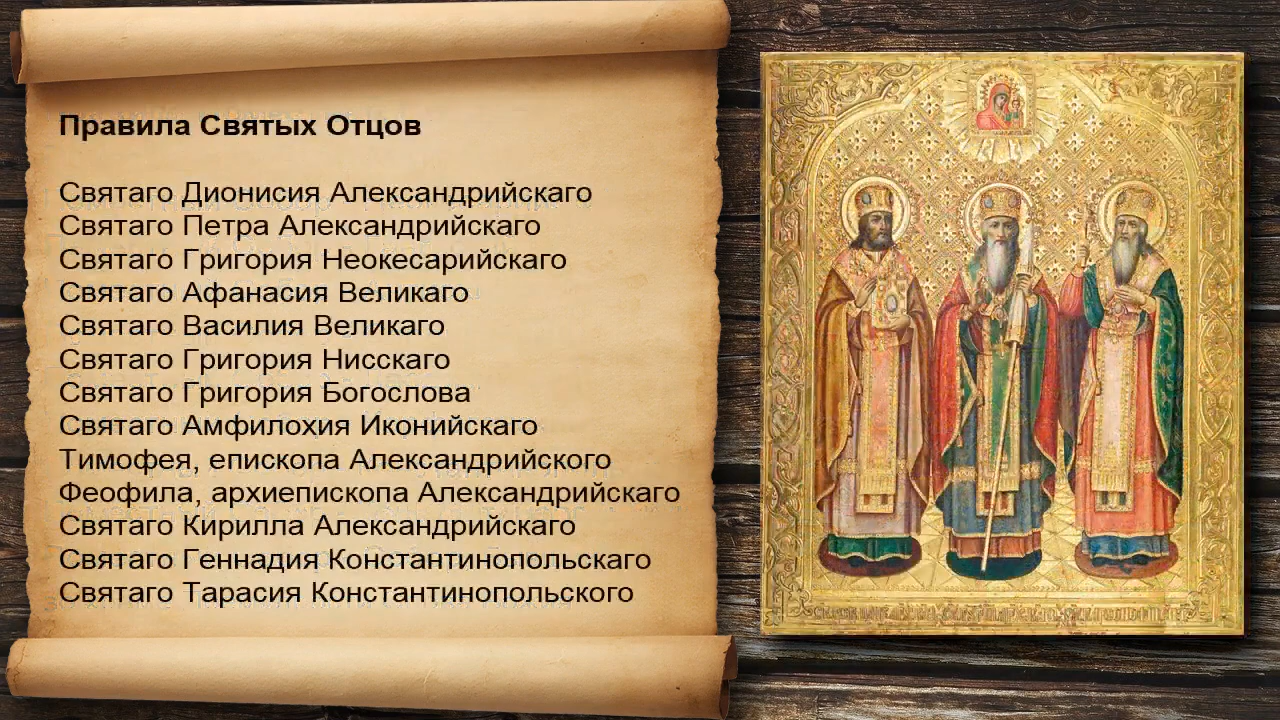 Правила Святых Отцов
Святаго Дионисия Александрийскаго
Святаго Петра Александрийскаго
Святаго Григория Неокесарийскаго
Святаго Афанасия Великаго
Святаго Василия Великаго
Святаго Григория Нисскаго
Святаго Григория Богослова
Святаго Амфилохия Иконийскаго
Тимофея, епископа Александрийского
Феофила, архиепископа Александрийскаго
Святаго Кирилла Александрийскаго
Святаго Геннадия Константинопольскаго
Святаго Тарасия Константинопольского